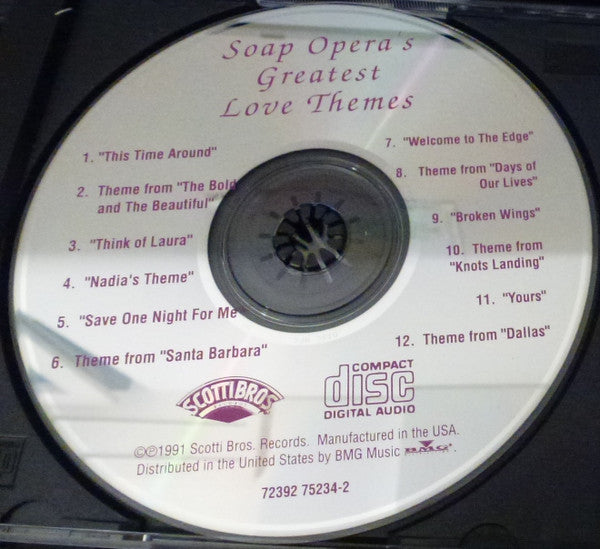 Soap Opera's
Greatest
Love Themes
1. "This Time Around"
2. Theme from "The Bold
and The Beautiful"
3. "Think of Laura"
4. "Nadia's Theme"
5. "Save One Night For Me"
6. Theme from "Santa Barbara"
7. "Welcome to The Edge"
8. Theme from "Days of
Our Lives"
9. "Broken Wings"
10. Theme from
"Knots Landing"
11. "Yours"
12. Theme from "Dallas"
SCOTTI BROS.
COMPACT
disc
DIGITAL AUDIO
©℗1991 Scotti Bros. Records. Manufactured in the USA.
Distributed in the United States by BMG Music BMG.
72392 75234-2